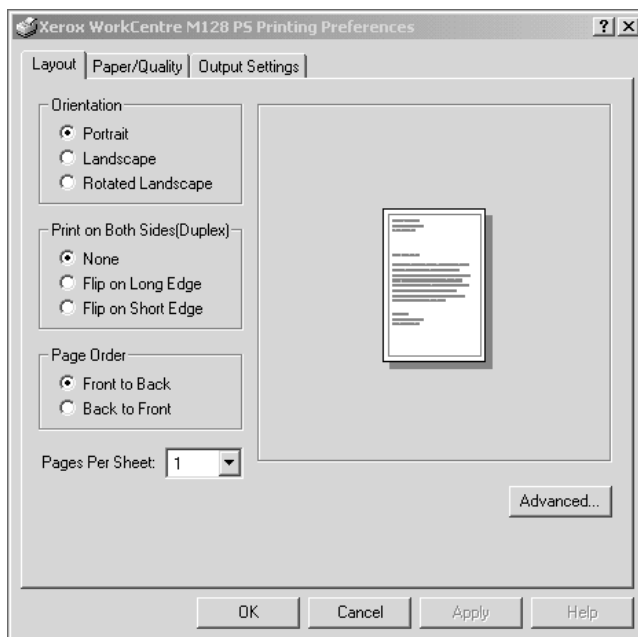 Xerox WorkCentre M128 PS Printing Preferences
Layout
Paper/Quality
Output Settings
Orientation
Portrait
Landscape
Rotated Landscape
Print on Both Sides(Duplex)
None
Flip on Long Edge
Flip on Short Edge
Page Order
Front to Back
Back to Front
Pages Per Sheet: 1
Advanced...
OK
Cancel
Apply
Help